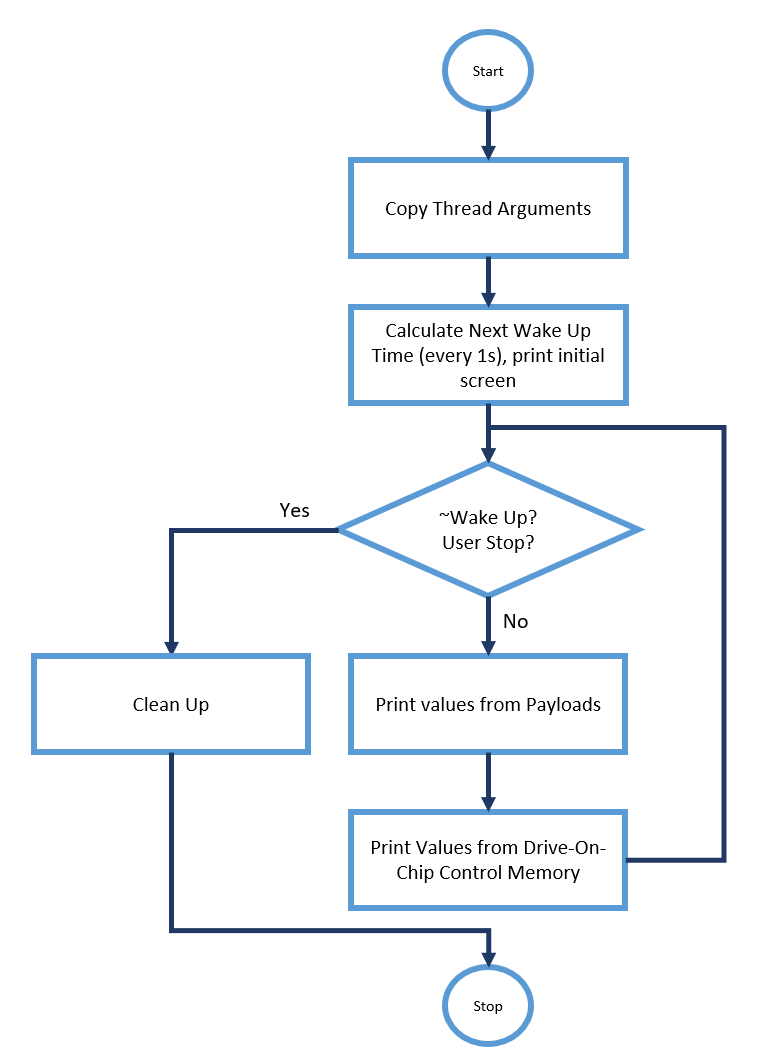 Start
Copy Thread Arguments
Calculate Next Wake Up
Time (every 1s), print initial
screen
~Wake Up?
User Stop?
Yes
No
Clean Up
Print values from Payloads
Print Values from Drive-On-
Chip Control Memory
Stop